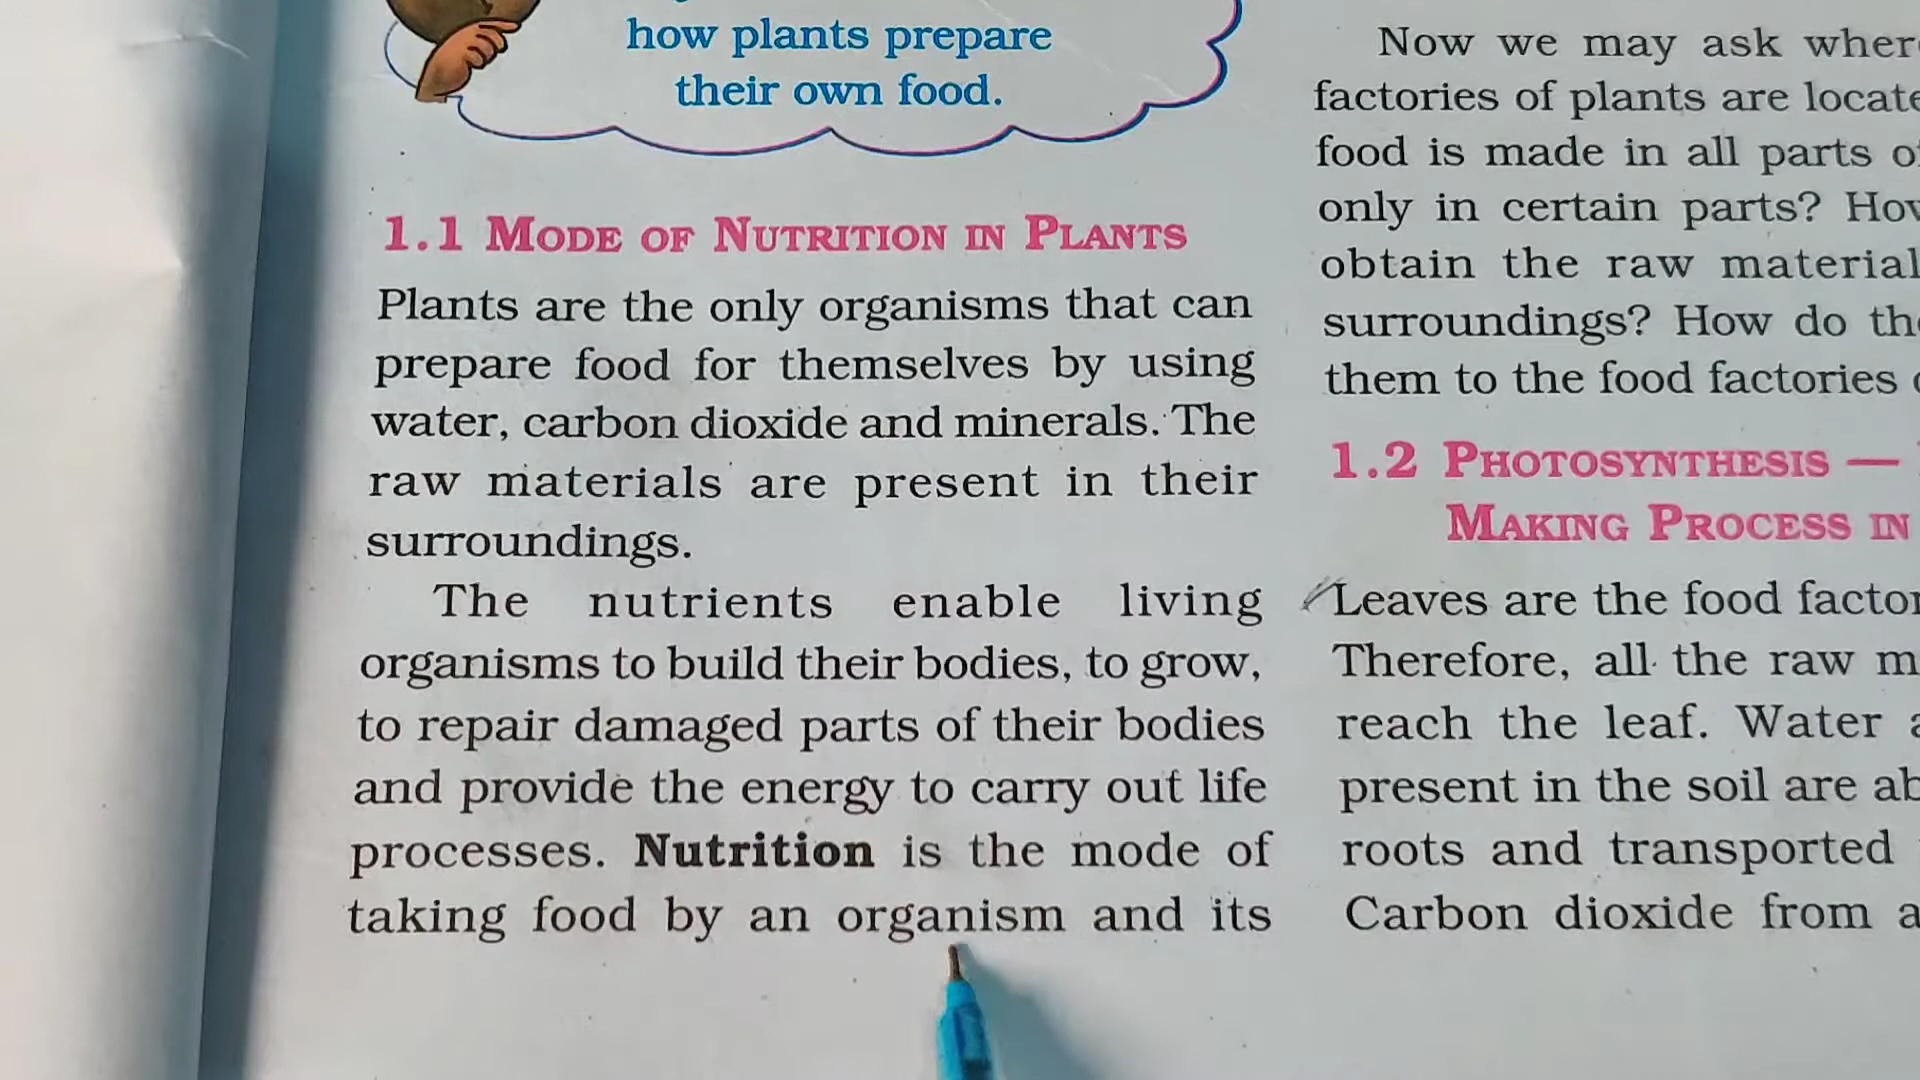 how plants prepare
their own food.
1.1 MODE OF NUTRITION IN PLANTS
Plants are the only organisms that can
prepare food for themselves by using
water, carbon dioxide and minerals. The
raw materials are present in their
surroundings.
The nutrients enable living
organisms to build their bodies, to grow,
to repair damaged parts of their bodies
and provide the energy to carry out life
processes. Nutrition is the mode of
taking food by an organism and its
Now we may ask
factories of plants are
food is made in all parts
only in certain parts?
obtain the raw
surroundings? How do
them to the food factories
1.2 PHOTOSYNTHESIS —
MAKING PROCESS IN
Leaves are the food
Therefore, all the raw
reach the leaf. Water
present in the soil are
roots and transported
Carbon dioxide from